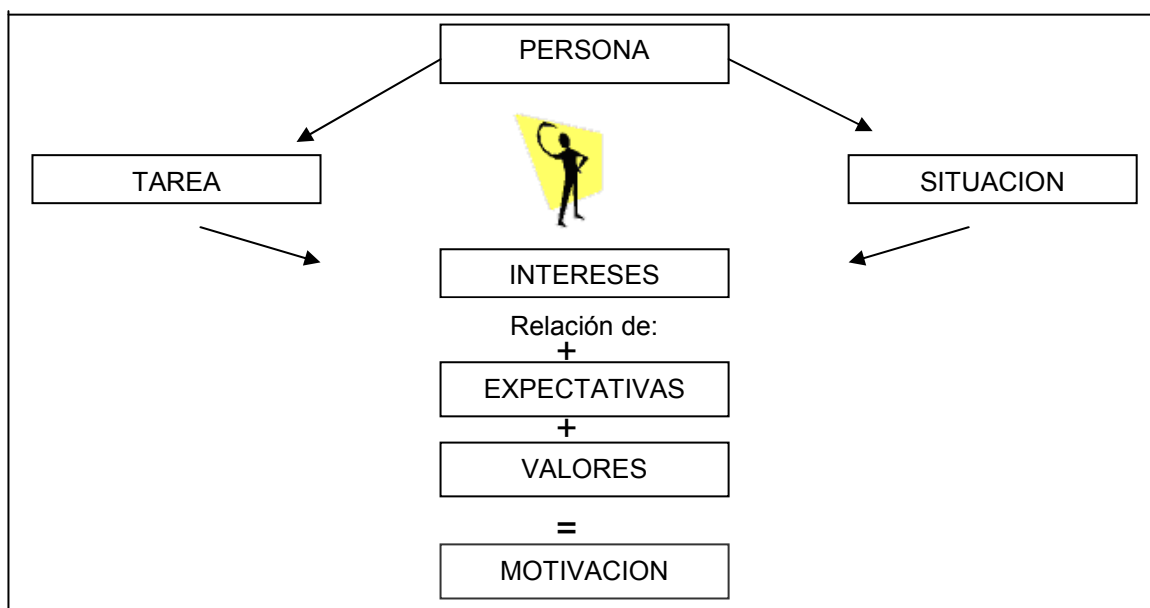 PERSONA
TAREA
SITUACION
INTERESES
Relación de:
+
EXPECTATIVAS
+
VALORES
=
MOTIVACION